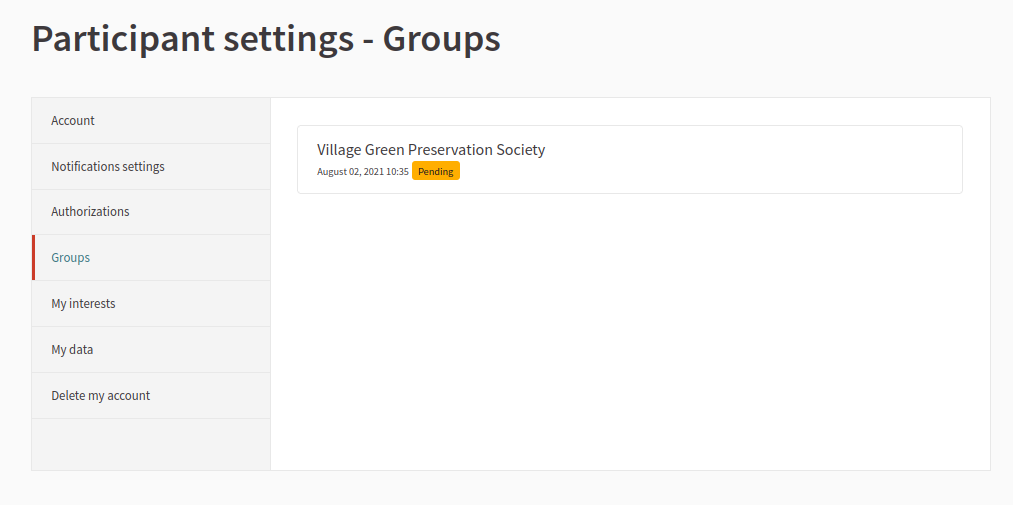 Participant settings - Groups
Account
Notifications settings
Authorizations
Groups
My interests
My data
Delete my account
Village Green Preservation Society
August 02, 2021 10:35 Pending